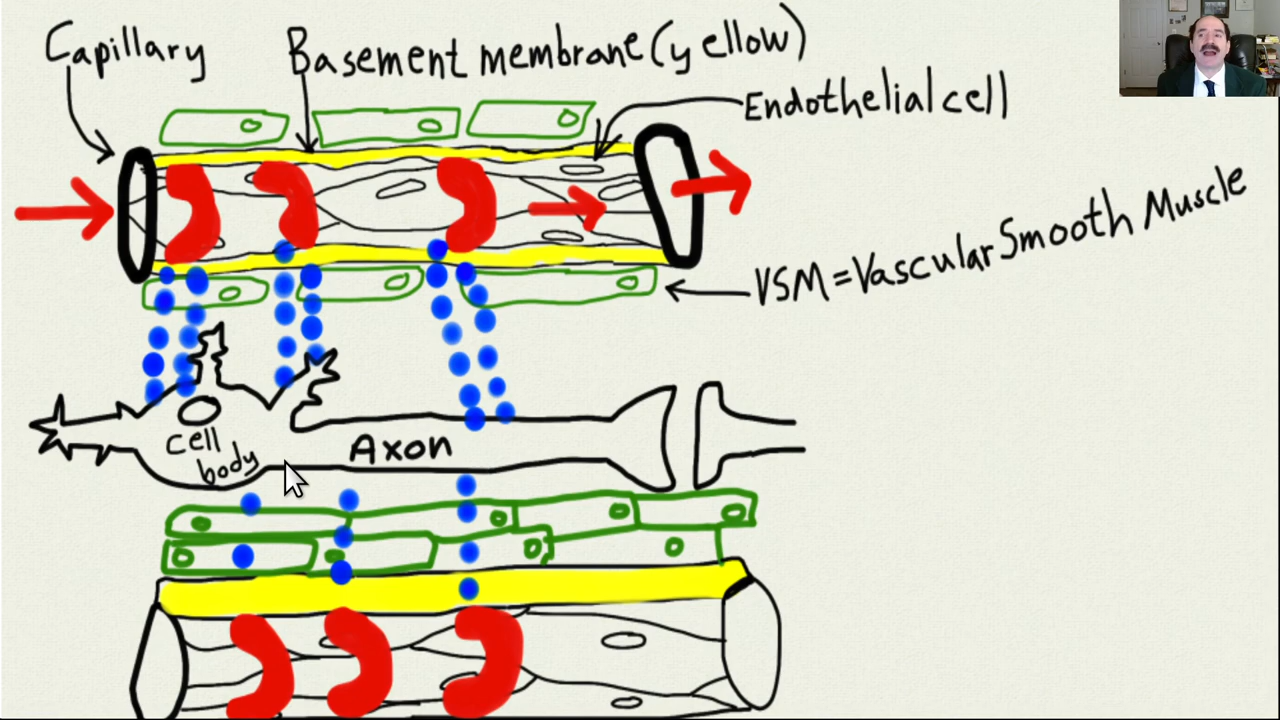 Capillary
Basement membrane (yellow)
Endothelial cell
VSM = Vascular Smooth Muscle
Cell
body
Axon